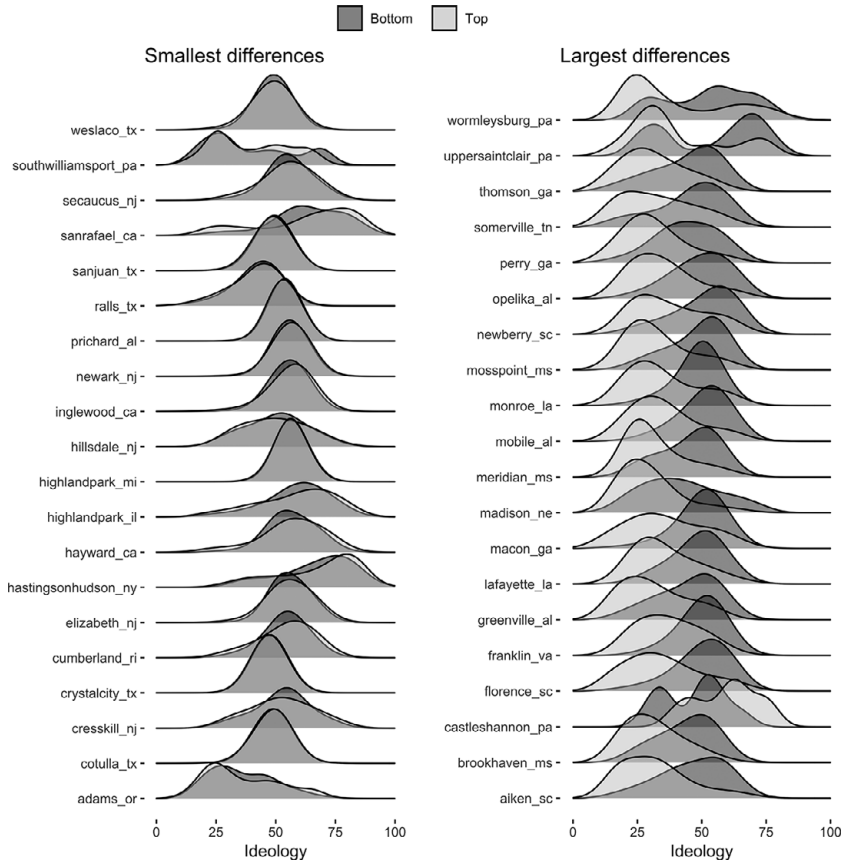 Bottom Top
Smallest differences
weslaco_tx
southwilliamsport_pa
secaucus_nj
sanrafael_ca
sanjuan_tx
ralls_tx
prichard_al
newark_nj
inglewood_ca
hillsdale_nj
highlandpark_mi
highlandpark_il
hayward_ca
hastingsonhudson_ny
elizabeth_nj
cumberland_ri
crystalcity_tx
cresskill_nj
cotulla_tx
adams_or
0 25 50 75 100
Ideology
Largest differences
wormleysburg_pa
uppersaintclair_pa
thomson_ga
somerville_tn
perry_ga
opelika_al
newberry_sc
mosspoint_ms
monroe_la
mobile_al
meridian_ms
madison_ne
macon_ga
lafayette_la
greenville_al
franklin_va
florence_sc
castleshannon_pa
brookhaven_ms
aiken_sc
0 25 50 75 100
Ideology